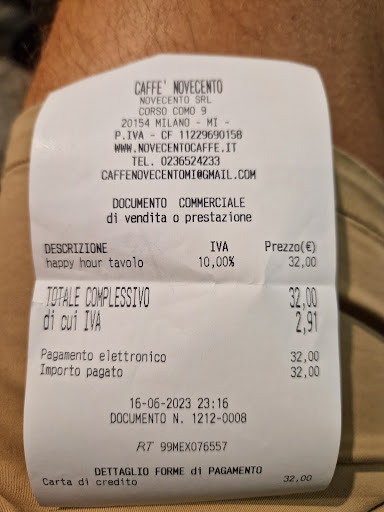 CAFFE' NOVECENTO
NOVECENTO SRL
CORSO COMO 9
20154 MILANO - MI -
P.IVA - CF 11229690158
WWW.NOVECENTOCAFFE.IT
TEL. 0236524233
CAFFENOVECENTOMI@GMAIL.COM
DOCUMENTO COMMERCIALE
di vendita o prestazione
DESCRIZIONE IVA Prezzo(€)
happy hour tavolo 10,00% 32,00
TOTALE COMPLESSIVO 32,00
di cui IVA 2,91
Pagamento elettronico 32,00
Importo pagato 32,00
16-06-2023 23:16
DOCUMENTO N. 1212-0008
RT 99MEX076557
DETTAGLIO FORME di PAGAMENTO
Carta di credito 32,00